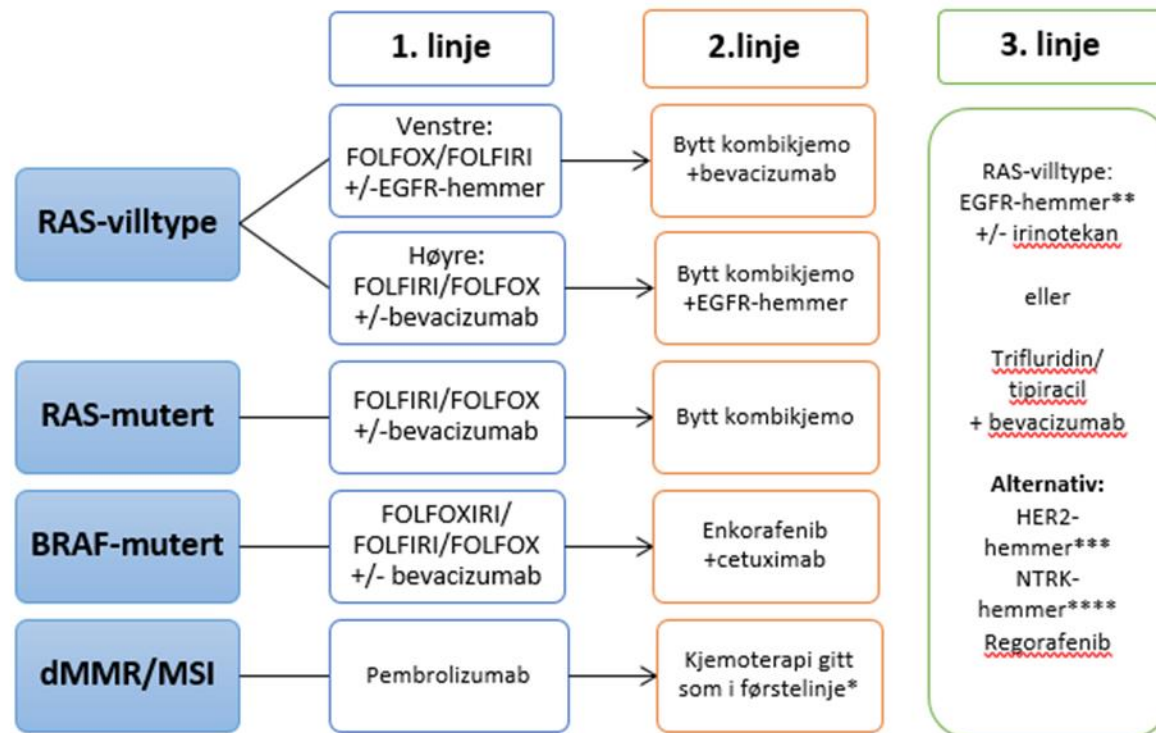 1. linje
2.linje
3. linje
RAS-villtype
Venstre:
FOLFOX/FOLFIRI
+/-EGFR-hemmer
Bytt kombikjemo
+bevacizumab
Høyre:
FOLFIRI/FOLFOX
+/-bevacizumab
Bytt kombikjemo
+EGFR-hemmer
RAS-mutert
FOLFIRI/FOLFOX
+/-bevacizumab
Bytt kombikjemo
BRAF-mutert
FOLFOXIRI/
FOLFIRI/FOLFOX
+/- bevacizumab
Enkorafenib
+cetuximab
dMMR/MSI
Pembrolizumab
Kjemoterapi gitt
som i førstelinje*
RAS-villtype:
EGFR-hemmer**
+/- irinotekan
eller
Trifluridin/
tipiracil
+ bevacizumab
Alternativ:
HER2-
hemmer***
NTRK-
hemmer****
Regorafenib